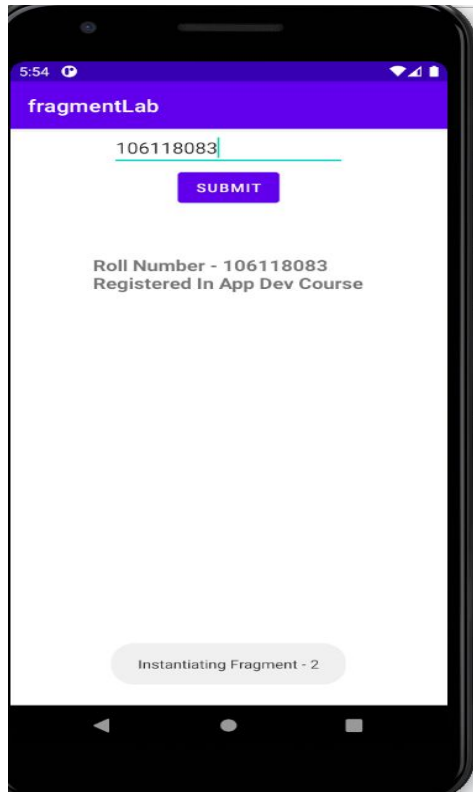 5:54
fragmentLab
106118083
SUBMIT
Roll Number - 106118083
Registered In App Dev Course
Instantiating Fragment - 2